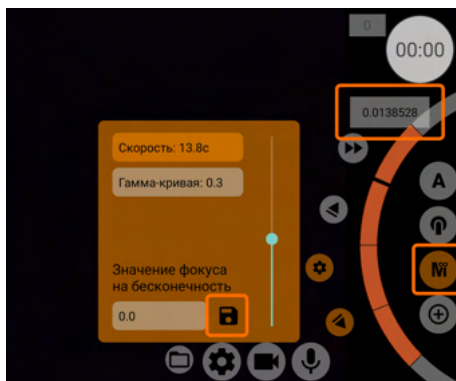 0
00:00
0.0138528
Скорость: 13.8с
Гамма-кривая: 0.3
A
M∞
Значение фокуса
на бесконечность
0.0